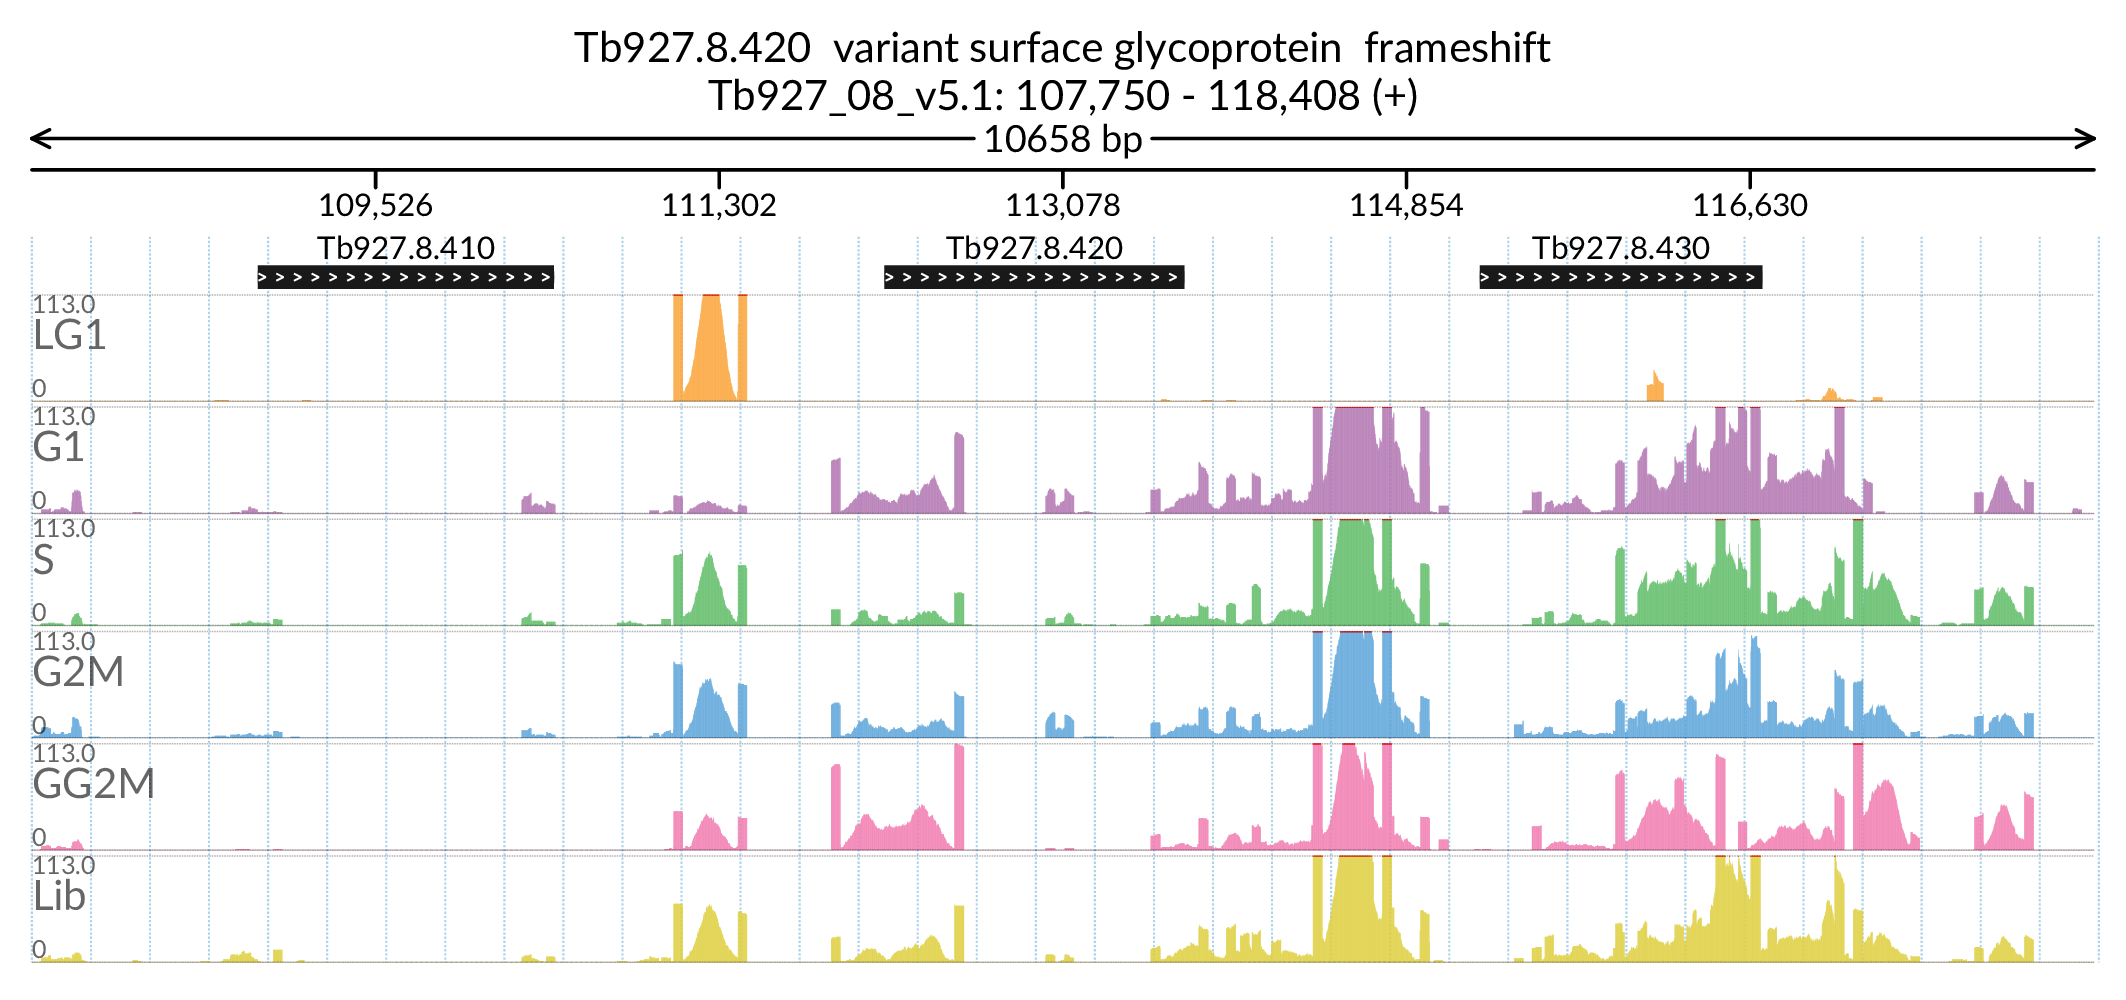 Tb927.8.420 variant surface glycoprotein frameshift
Tb927_08_v5.1: 107,750 - 118,408 (+)
10658 bp
109,526 111,302 113,078 114,854 116,630
Tb927.8.410 Tb927.8.420 Tb927.8.430
113.0
LG1
0
113.0
G1
0
113.0
S
0
113.0
G2M
0
113.0
GG2M
0
113.0
Lib
0